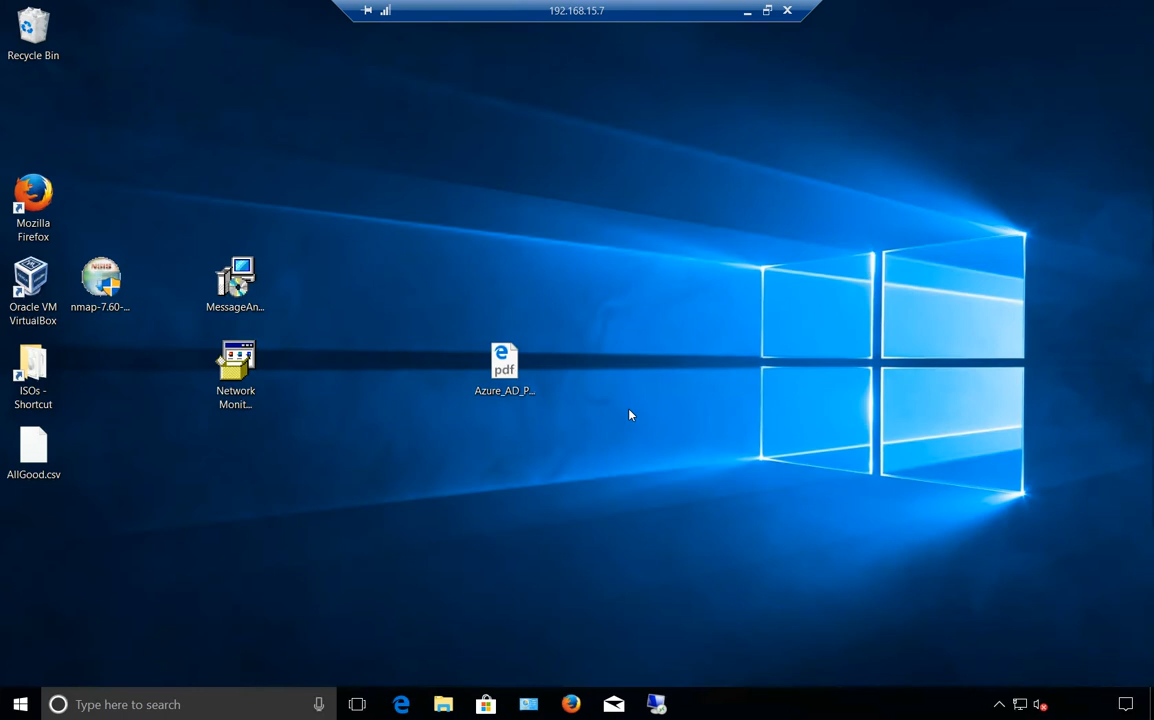 192.168.15.7
Recycle Bin
Mozilla
Firefox
Oracle VM
VirtualBox
nmap-7.60-...
MessageAn...
ISOs -
Shortcut
Network
Monit...
pdf
Azure_AD_P...
AllGood.csv
Type here to search